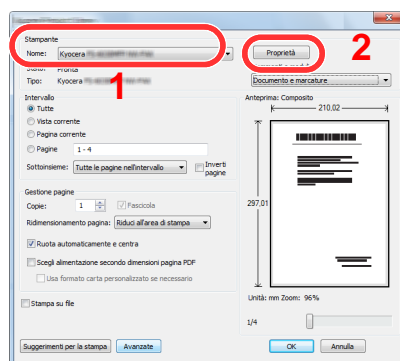 Stampante
Nome: Kyocera
1
Proprietà
2
Stato: Pronta
Tipo: Kyocera
Documento e marcature
Intervallo
Tutte
Vista corrente
Pagina corrente
Pagine 1 - 4
Sottoinsieme: Tutte le pagine nell'intervallo
Inverti pagine
Anteprima: Composito
210,02
297,01
Gestione pagine
Copie: 1
Fascicola
Ridimensionamento pagina: Riduci all'area di stampa
Ruota automaticamente e centra
Scegli alimentazione secondo dimensioni pagina PDF
Usa formato carta personalizzato se necessario
Stampa su file
Unità: mm Zoom: 96%
1/4
Suggerimenti per la stampa
Avanzate
OK
Annulla